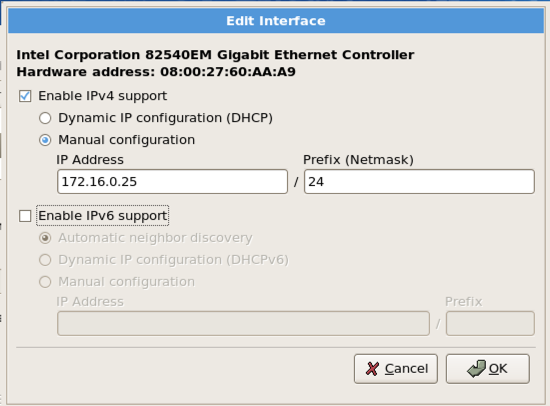 Edit Interface
Intel Corporation 82540EM Gigabit Ethernet Controller
Hardware address: 08:00:27:60:AA:A9
Enable IPv4 support
Dynamic IP configuration (DHCP)
Manual configuration
IP Address Prefix (Netmask)
172.16.0.25 / 24
Enable IPv6 support
Automatic neighbor discovery
Dynamic IP configuration (DHCPv6)
Manual configuration
IP Address Prefix
/
Cancel OK